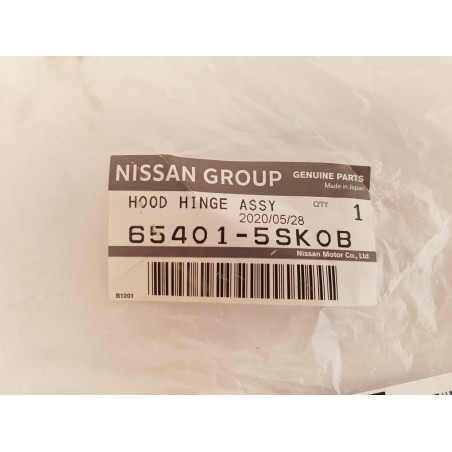 NISSAN GROUP GENUINE PARTS
Made in Japan
HOOD HINGE ASSY QTY 1
2020/05/28
65401-5SK0B
Nissan Motor Co., Ltd.
B1201